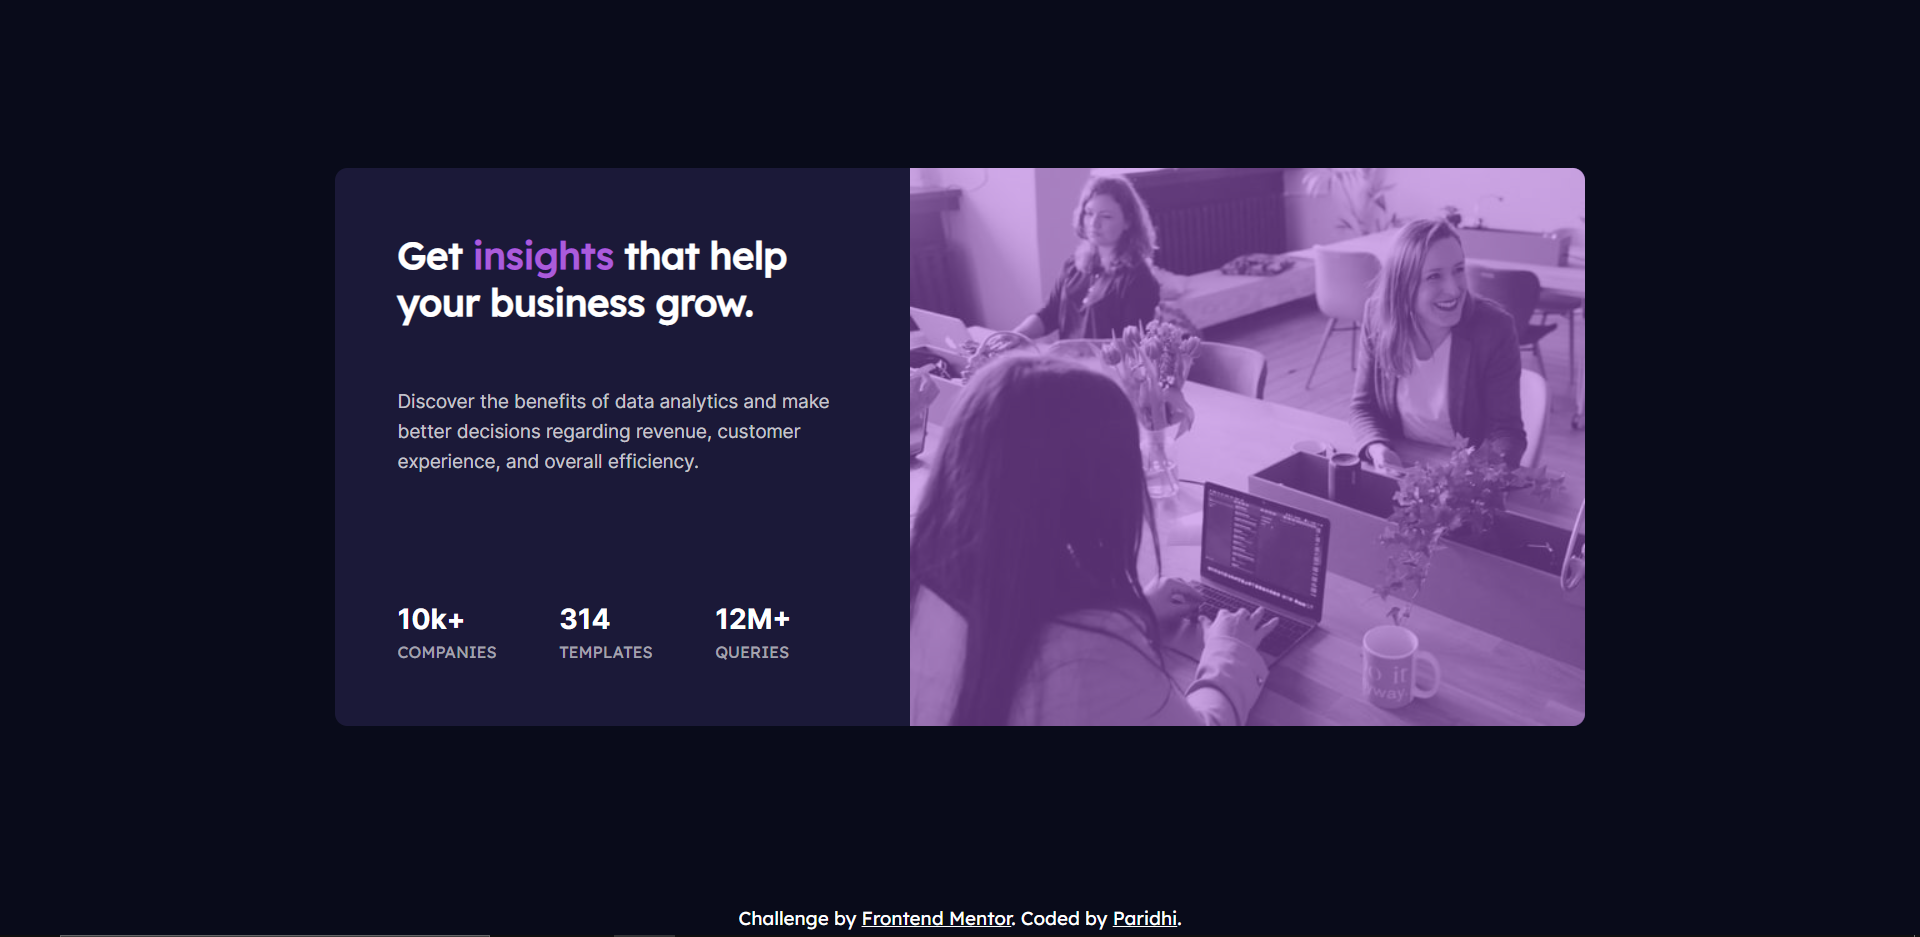 Get insights that help
your business grow.
Discover the benefits of data analytics and make
better decisions regarding revenue, customer
experience, and overall efficiency.
10k+ 314 12M+
COMPANIES TEMPLATES QUERIES
Challenge by Frontend Mentor. Coded by Paridhi.